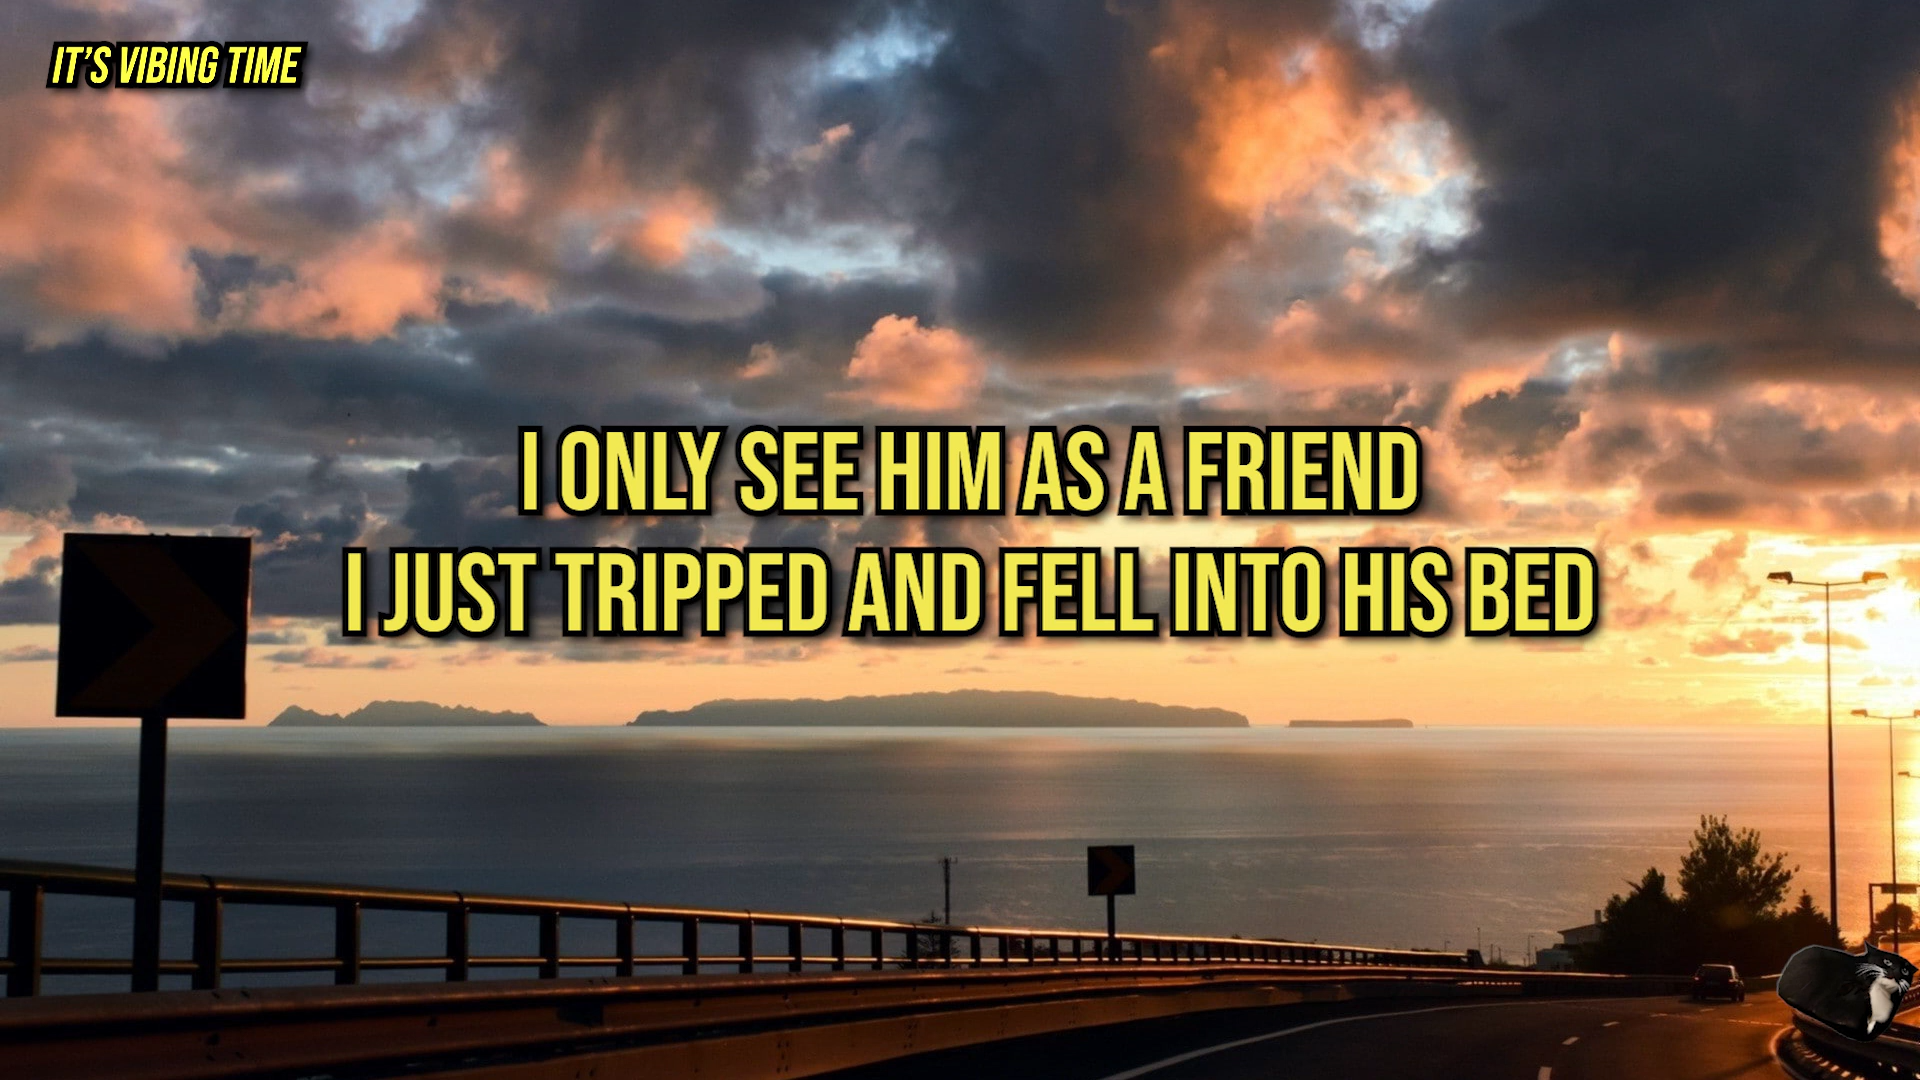 IT'S VIBING TIME
I ONLY SEE HIM AS A FRIEND
I JUST TRIPPED AND FELL INTO HIS BED